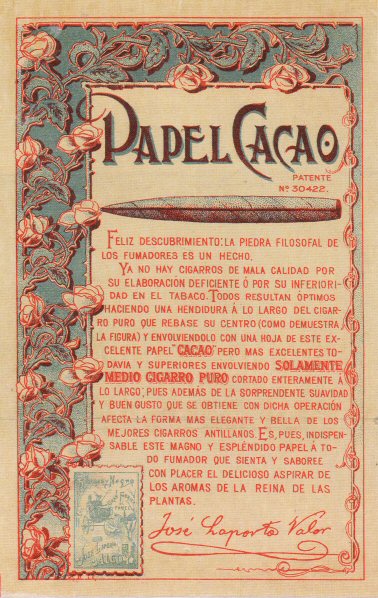 PAPEL CACAO
PATENTE
Nº 30422.
FELIZ DESCUBRIMIENTO: LA PIEDRA FILOSOFAL DE
LOS FUMADORES ES UN HECHO.
YA NO HAY CIGARROS DE MALA CALIDAD POR
SU ELABORACIÓN DEFICIENTE Ó POR SU INFERIORI-
DAD EN EL TABACO. TODOS RESULTAN ÓPTIMOS
HACIENDO UNA HENDIDURA Á LO LARGO DEL CIGAR-
RO PURO QUE REBASE SU CENTRO (COMO DEMUESTRA
LA FIGURA) Y ENVOLVIENDOLO CON UNA HOJA DE ESTE EX-
CELENTE PAPEL "CACAO" PERO MAS EXCELENTES TO-
DAVIA Y SUPERIORES ENVOLVIENDO SOLAMENTE
MEDIO CIGARRO PURO CORTADO ENTERAMENTE Á
LO LARGO, PUES ADEMÁS DE LA SORPRENDENTE SUAVIDAD
Y BUEN GUSTO QUE SE OBTIENE CON DICHA OPERACIÓN
AFECTA LA FORMA MAS ELEGANTE Y BELLA DE LOS
MEJORES CIGARROS ANTILLANOS. ES, PUES, INDISPEN-
SABLE ESTE MAGNO Y ESPLÉNDIDO PAPEL Á TO-
DO FUMADOR QUE SIENTA Y SABOREE
CON PLACER EL DELICIOSO ASPIRAR DE
LOS AROMAS DE LA REINA DE LAS
PLANTAS.
José Laporta Valor